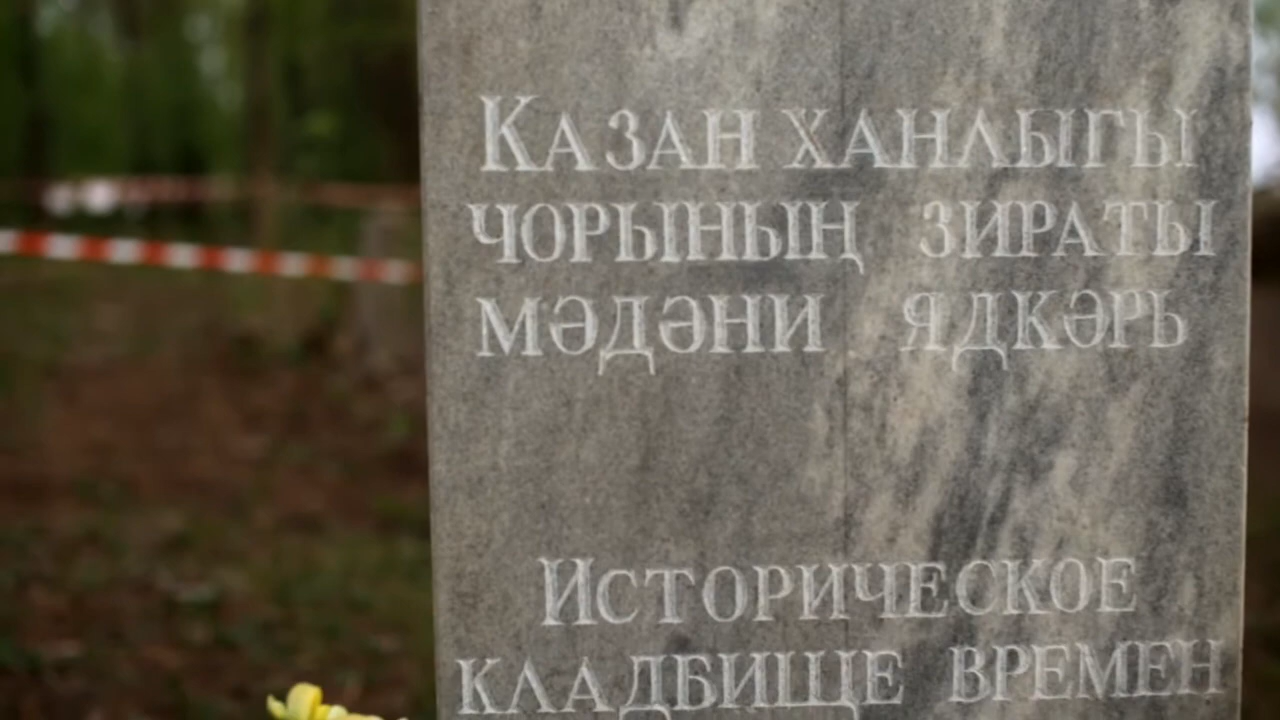 Казан ханлыгы
чорының зираты
мәдәни ядкәрь
Историческое
кладбище времен